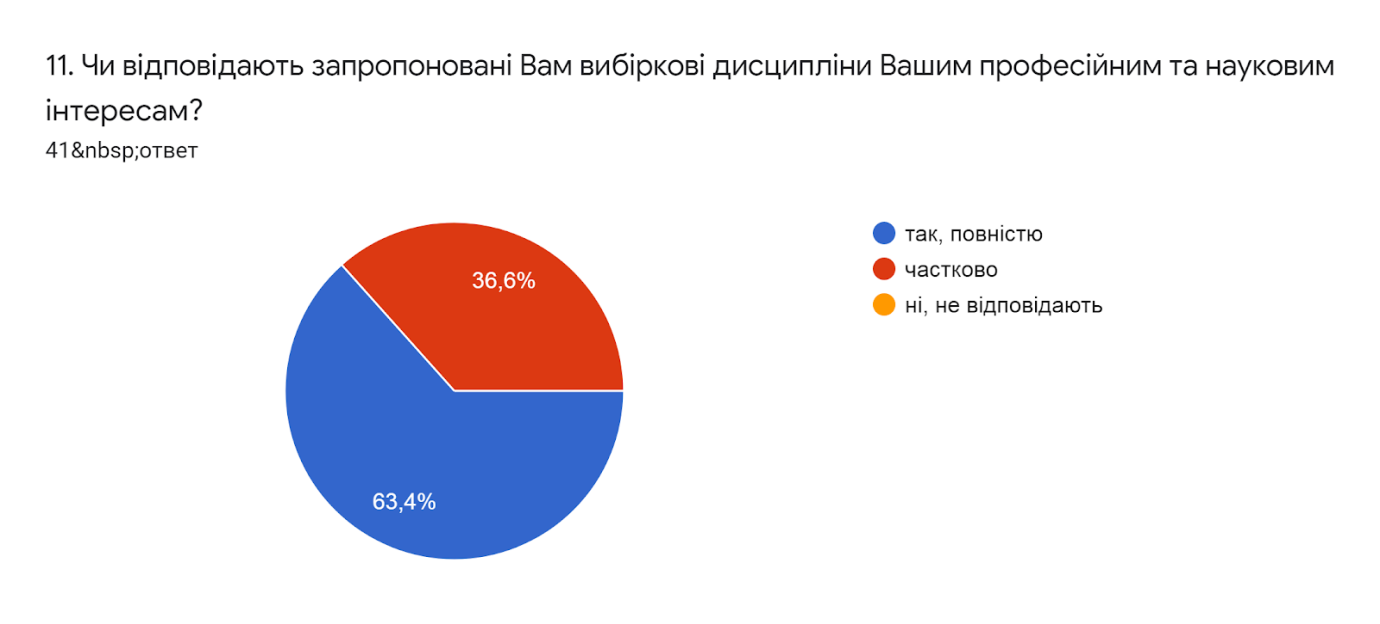 11. Чи відповідають запропоновані Вам вибіркові дисципліни Вашим професійним та науковим
інтересам?
41&nbsp;ответ
так, повністю
частково
ні, не відповідають
36,6%
63,4%